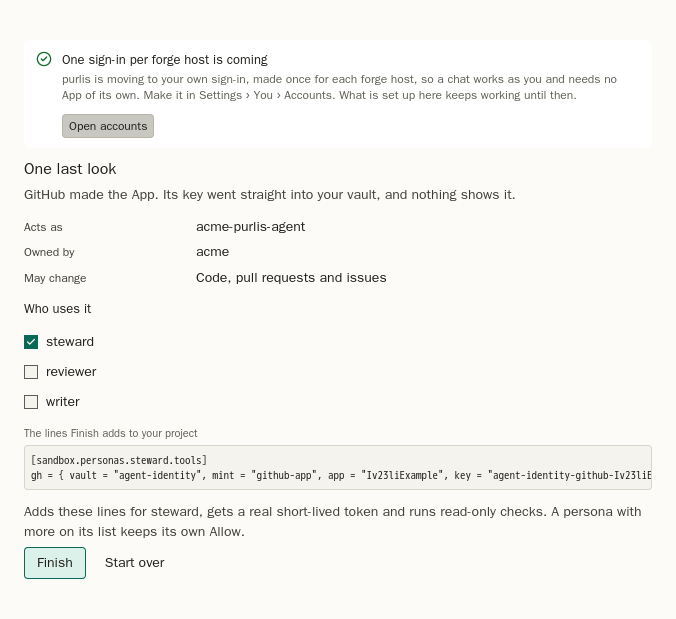 One sign-in per forge host is coming
purlis is moving to your own sign-in, made once for each forge host, so a chat works as you and needs no
App of its own. Make it in Settings › You › Accounts. What is set up here keeps working until then.
Open accounts
One last look
GitHub made the App. Its key went straight into your vault, and nothing shows it.
Acts as acme-purlis-agent
Owned by acme
May change Code, pull requests and issues
Who uses it
steward
reviewer
writer
The lines Finish adds to your project
[sandbox.personas.steward.tools]
gh = { vault = "agent-identity", mint = "github-app", app = "Iv23liExample", key = "agent-identity-github-Iv23liE
Adds these lines for steward, gets a real short-lived token and runs read-only checks. A persona with
more on its list keeps its own Allow.
Finish Start over